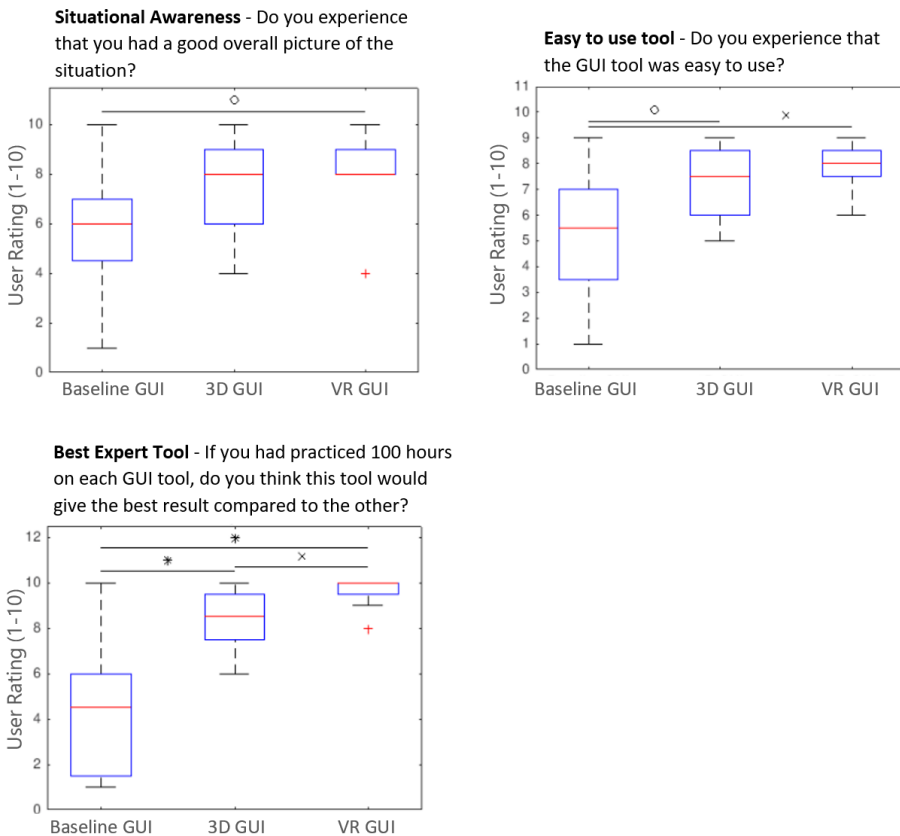 Situational Awareness - Do you experience
that you had a good overall picture of the
situation?
User Rating (1-10)
10
8
6
4
2
0
Baseline GUI 3D GUI VR GUI
Easy to use tool - Do you experience that
the GUI tool was easy to use?
User Rating (1-10)
11
10
9
8
7
6
5
4
3
2
1
0
Baseline GUI 3D GUI VR GUI
Best Expert Tool - If you had practiced 100 hours
on each GUI tool, do you think this tool would
give the best result compared to the other?
User Rating (1-10)
12
10
8
6
4
2
0
Baseline GUI 3D GUI VR GUI